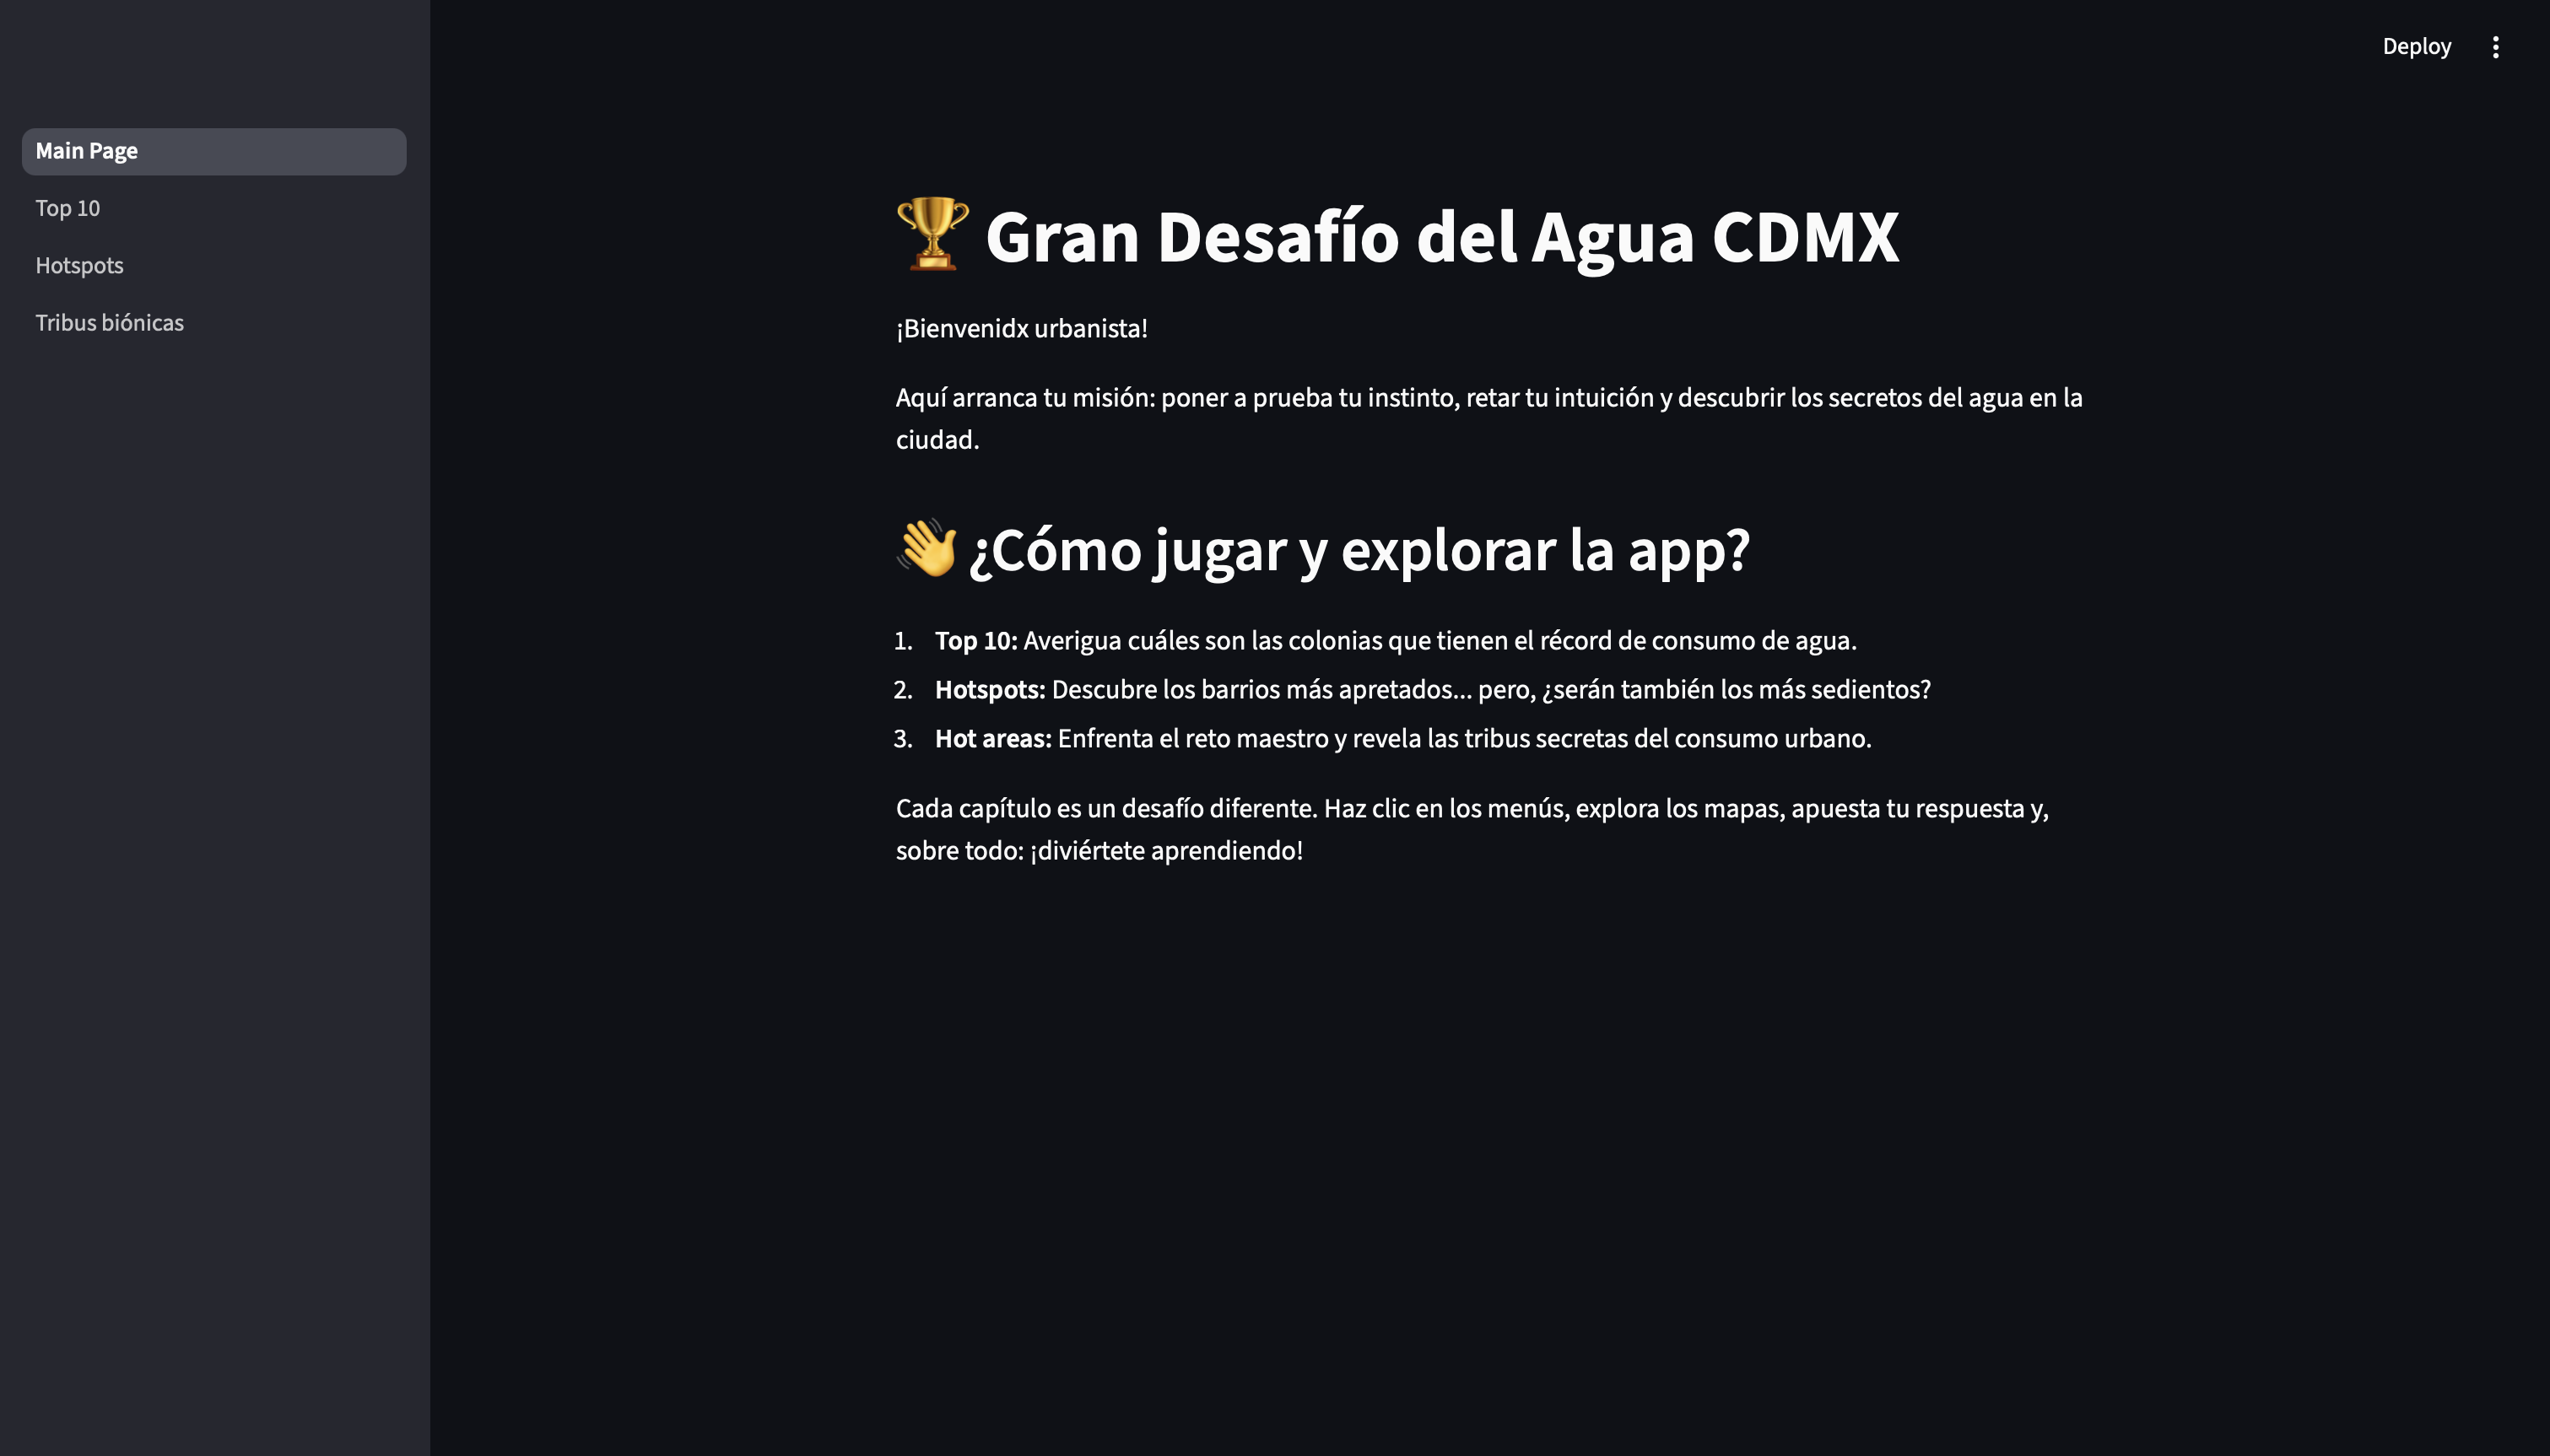 Deploy
Main Page
Top 10
Hotspots
Tribus biónicas
🏆 Gran Desafío del Agua CDMX
¡Bienvenidx urbanista!
Aquí arranca tu misión: poner a prueba tu instinto, retar tu intuición y descubrir los secretos del agua en la
ciudad.
👋 ¿Cómo jugar y explorar la app?
1. Top 10: Averigua cuáles son las colonias que tienen el récord de consumo de agua.
2. Hotspots: Descubre los barrios más apretados... pero, ¿serán también los más sedientos?
3. Hot areas: Enfrenta el reto maestro y revela las tribus secretas del consumo urbano.
Cada capítulo es un desafío diferente. Haz clic en los menús, explora los mapas, apuesta tu respuesta y,
sobre todo: ¡diviértete aprendiendo!